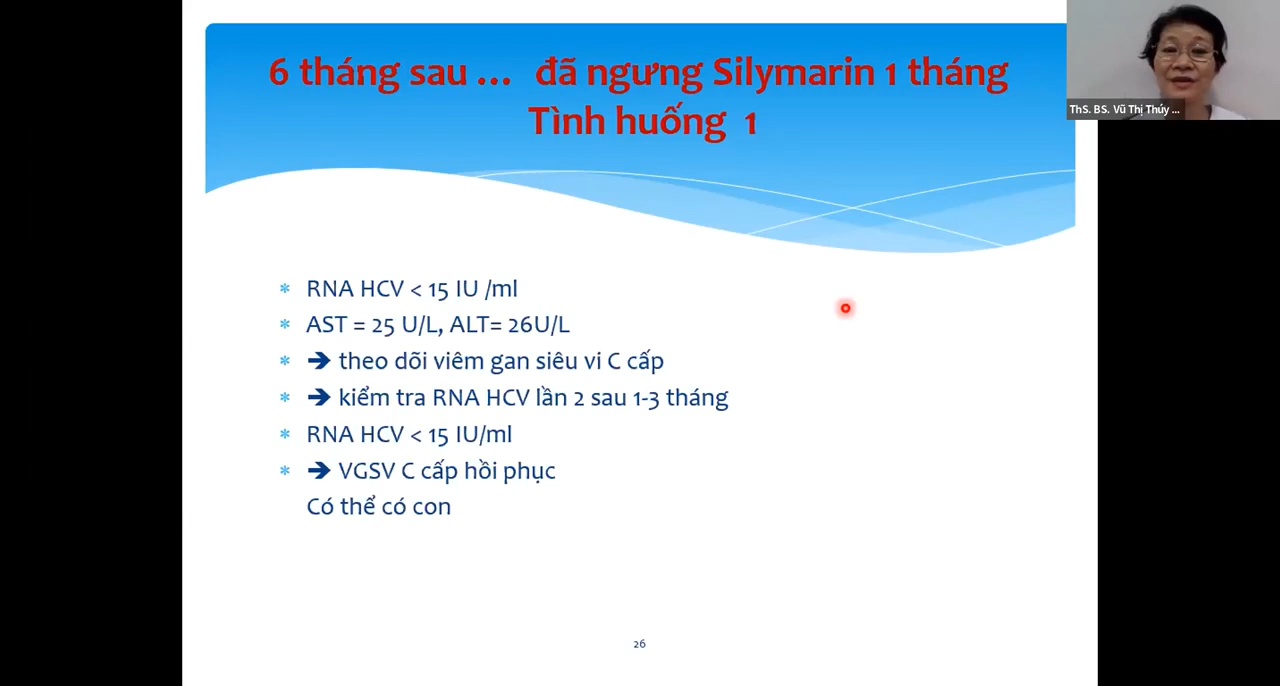 6 tháng sau ... đã ngưng Silymarin 1 tháng
Tình huống 1
ThS. BS. Vũ Thị Thúy ...
* RNA HCV < 15 IU /ml
* AST = 25 U/L, ALT= 26U/L
* ➔ theo dõi viêm gan siêu vi C cấp
* ➔ kiểm tra RNA HCV lần 2 sau 1-3 tháng
* RNA HCV < 15 IU/ml
* ➔ VGSV C cấp hồi phục
Có thể có con
26